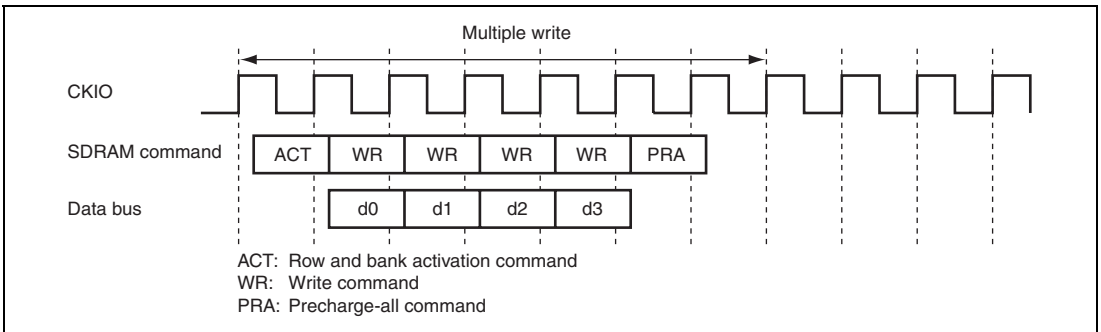 Multiple write
CKIO
SDRAM command ACT WR WR WR WR PRA
Data bus d0 d1 d2 d3
ACT: Row and bank activation command
WR: Write command
PRA: Precharge-all command